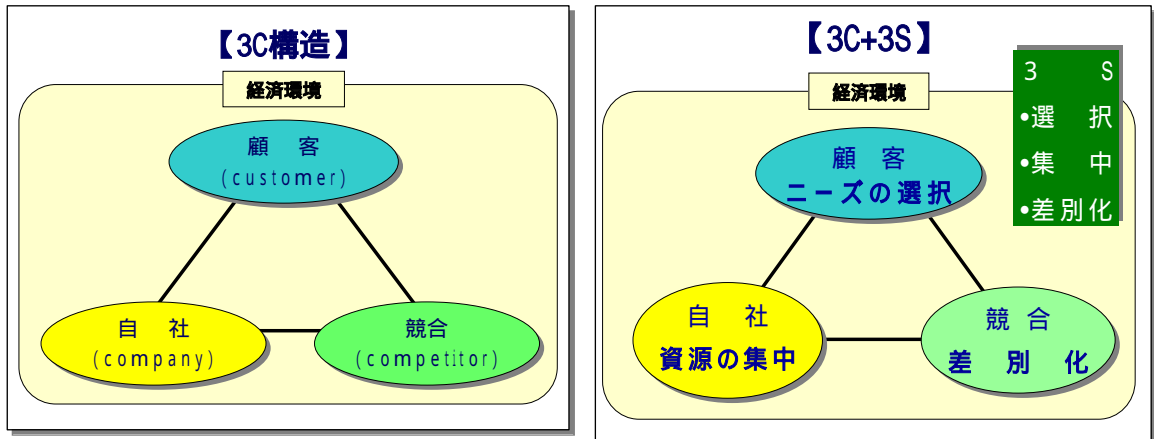 【3C構造】
経済環境
顧客
(customer)
自社
(company)
競合
(competitor)
【3C+3S】
経済環境
3 S
•選択
•集中
•差別化
顧客
ニーズの選択
自社
資源の集中
競合
差別化